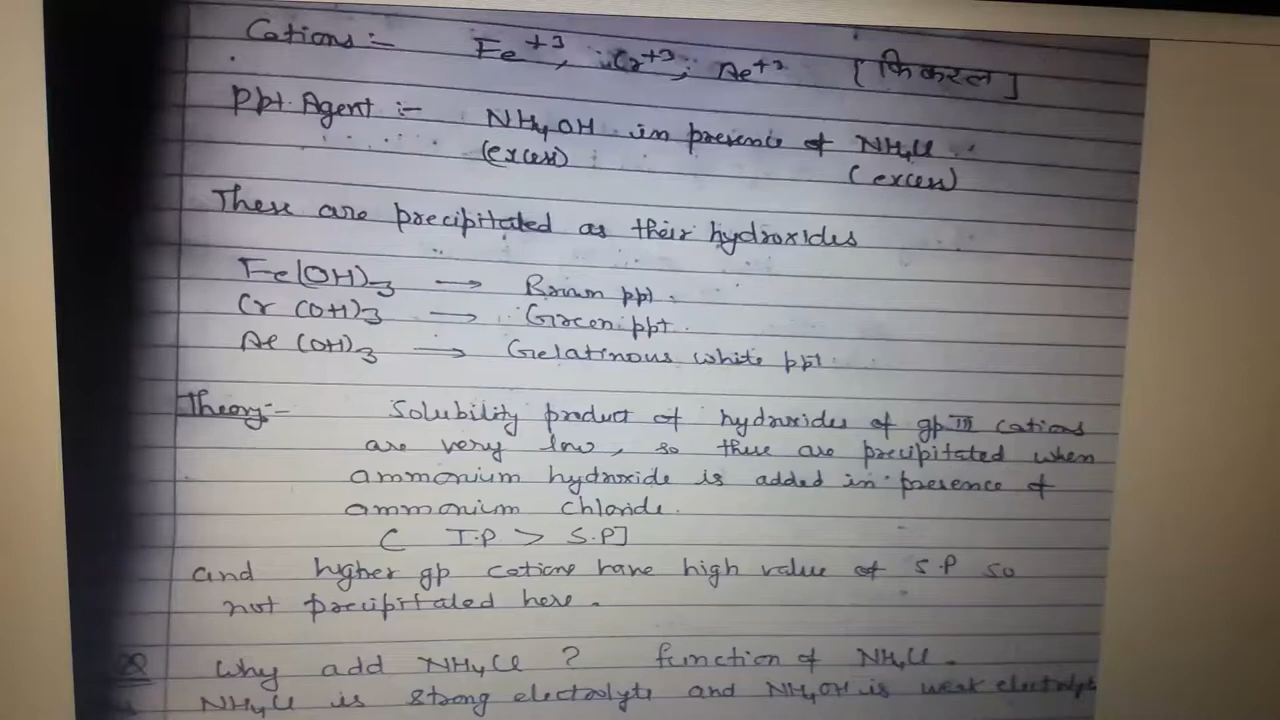 Cations :- Fe+3, Cr+3, Al+3 [फिकरल]
ppt. Agent :- NH4OH in presence of NH4Cl
(excess) (excess)
These are precipitated as their hydroxides
Fe(OH)3 → Brown ppt.
Cr(OH)3 → Green ppt.
Al(OH)3 → Gelatinous white ppt.
Theory:- Solubility product of hydroxides of gp III cations
are very low, so these are precipitated when
ammonium hydroxide is added in presence of
ammonium chloride.
[ I.P > S.P]
and higher gp cations have high value of S.P so
not precipitated here.
Q Why add NH4Cl ? function of NH4Cl.
NH4Cl is strong electrolyte and NH4OH is weak electrolyte